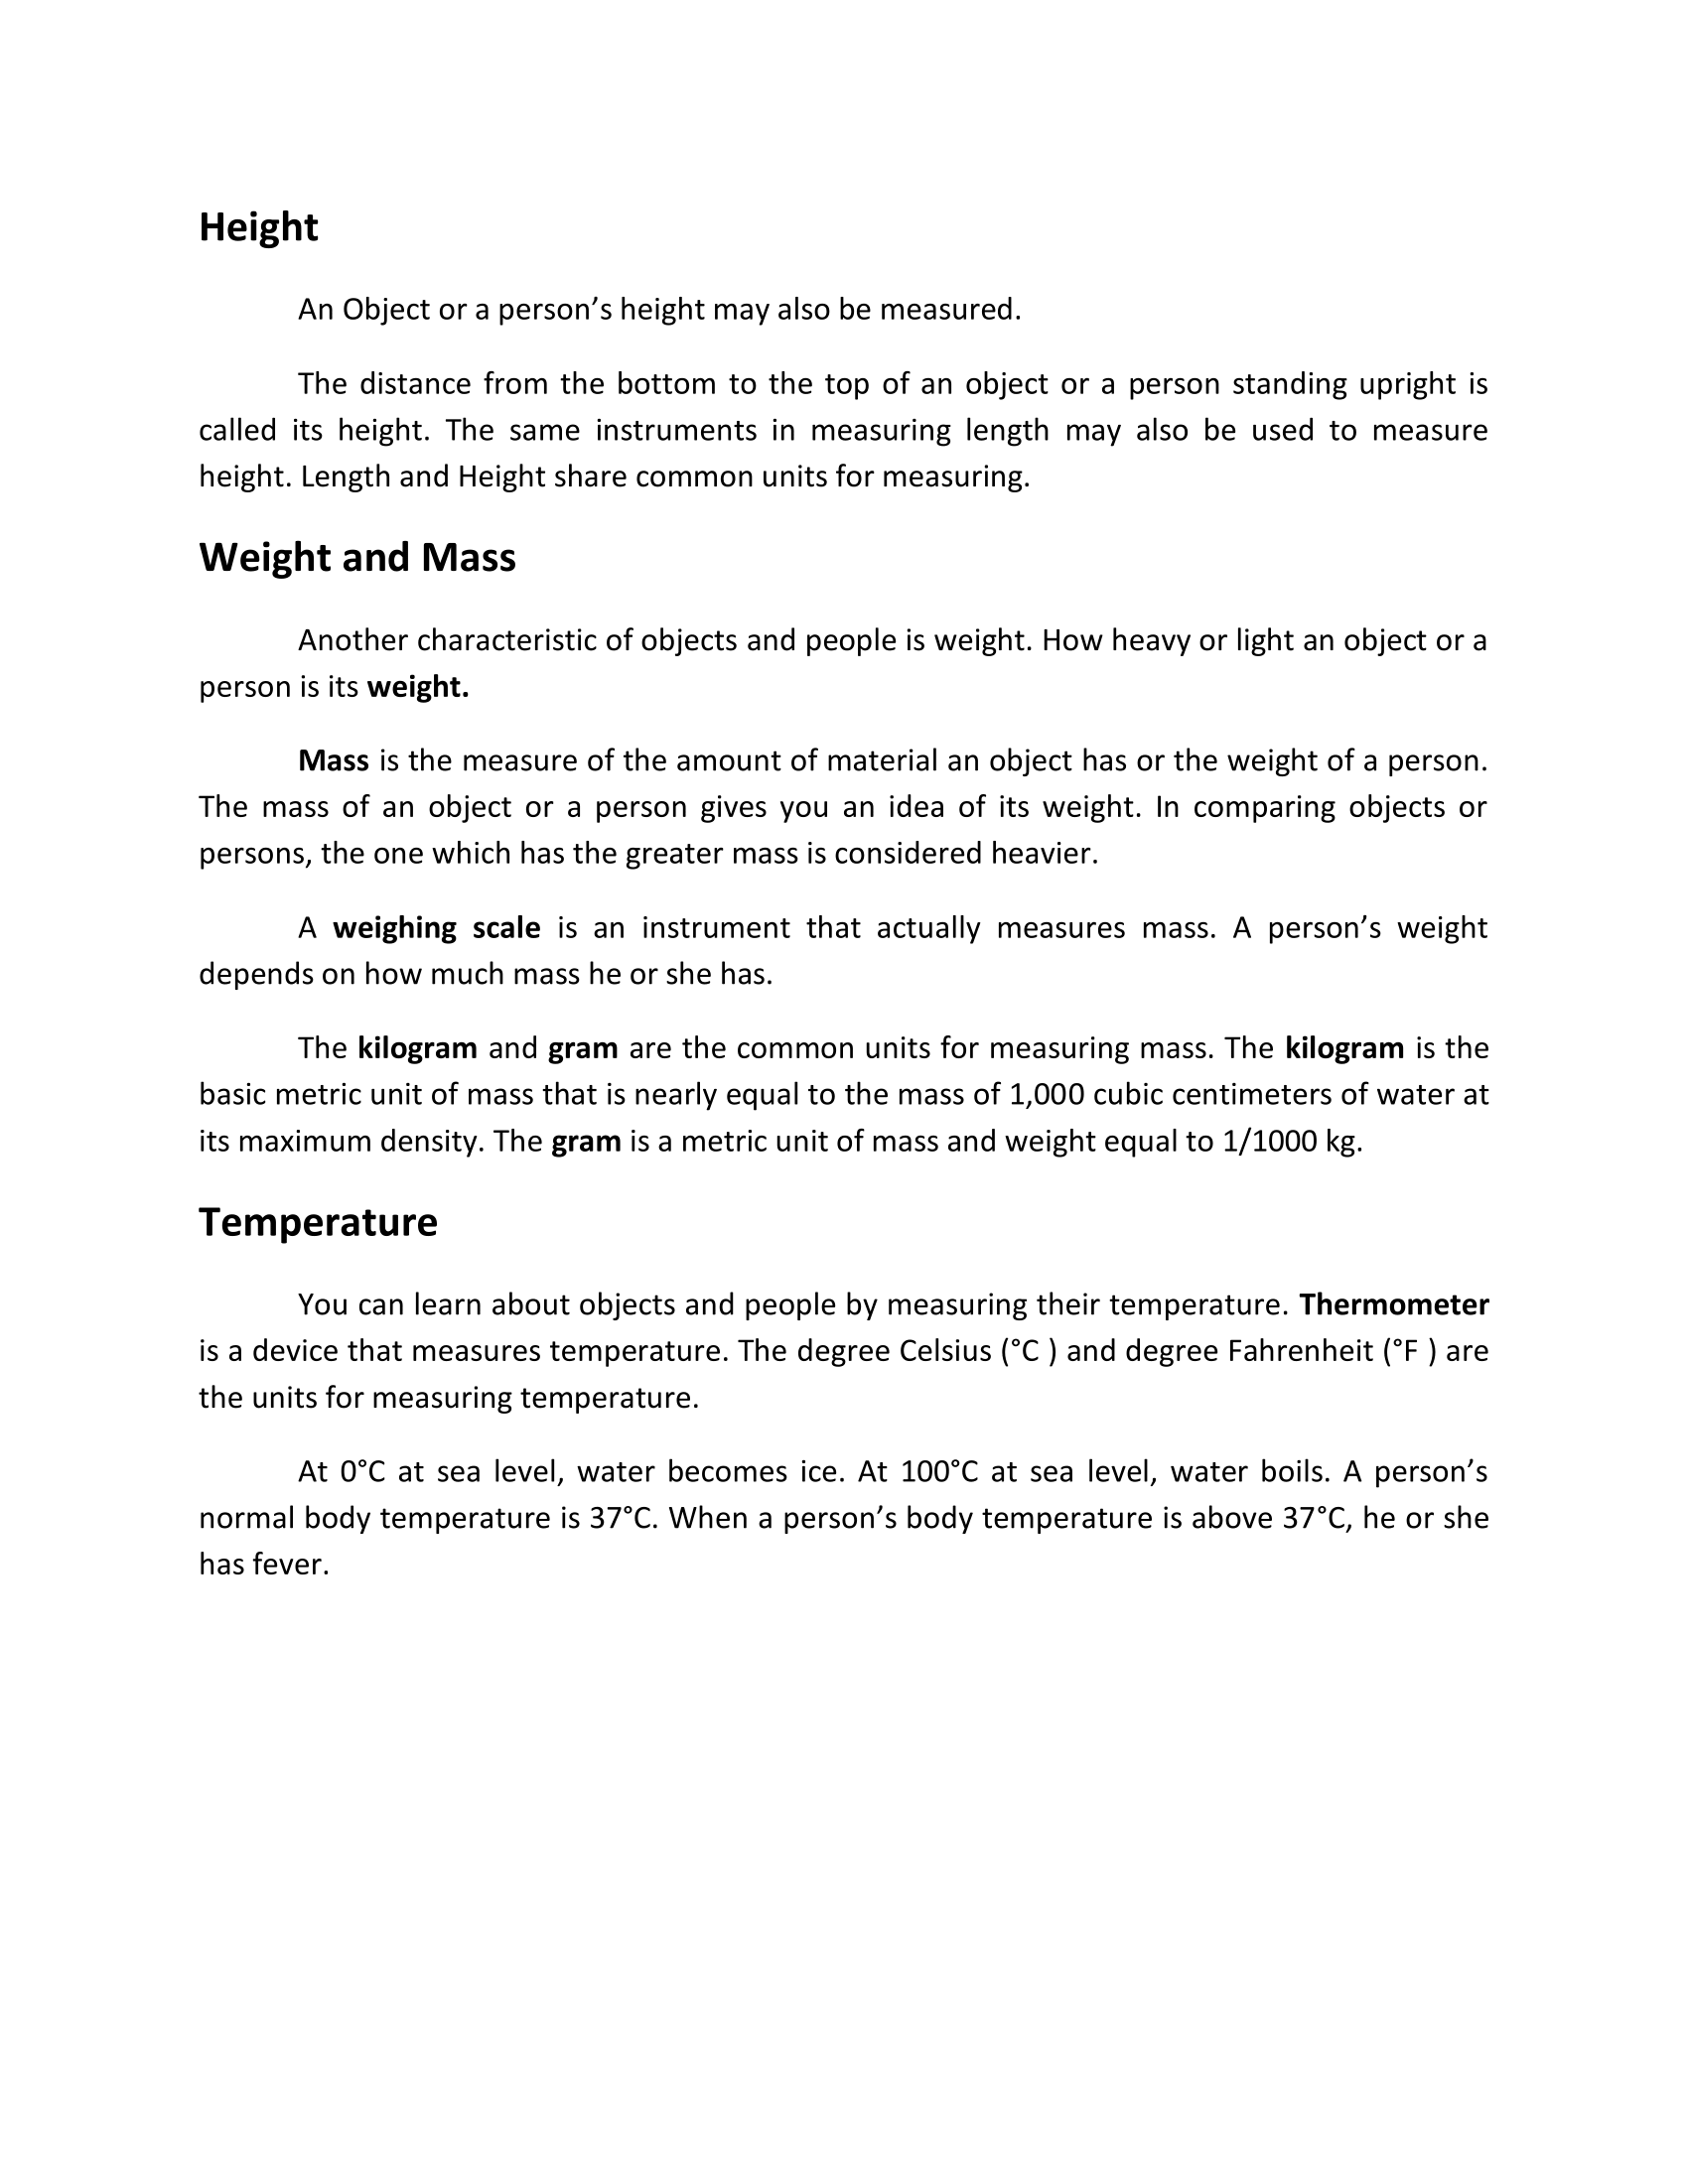 Height
An Object or a person’s height may also be measured.
The distance from the bottom to the top of an object or a person standing upright is
called its height. The same instruments in measuring length may also be used to measure
height. Length and Height share common units for measuring.
Weight and Mass
Another characteristic of objects and people is weight. How heavy or light an object or a
person is its weight.
Mass is the measure of the amount of material an object has or the weight of a person.
The mass of an object or a person gives you an idea of its weight. In comparing objects or
persons, the one which has the greater mass is considered heavier.
A weighing scale is an instrument that actually measures mass. A person’s weight
depends on how much mass he or she has.
The kilogram and gram are the common units for measuring mass. The kilogram is the
basic metric unit of mass that is nearly equal to the mass of 1,000 cubic centimeters of water at
its maximum density. The gram is a metric unit of mass and weight equal to 1/1000 kg.
Temperature
You can learn about objects and people by measuring their temperature. Thermometer
is a device that measures temperature. The degree Celsius (°C ) and degree Fahrenheit (°F ) are
the units for measuring temperature.
At 0°C at sea level, water becomes ice. At 100°C at sea level, water boils. A person’s
normal body temperature is 37°C. When a person’s body temperature is above 37°C, he or she
has fever.